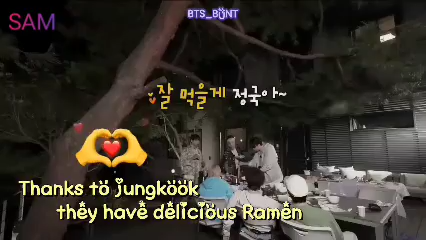 BTS_BUNT
SAM
잘 먹을게 정국아~
Thanks to jungkook
they have delicious Ramen